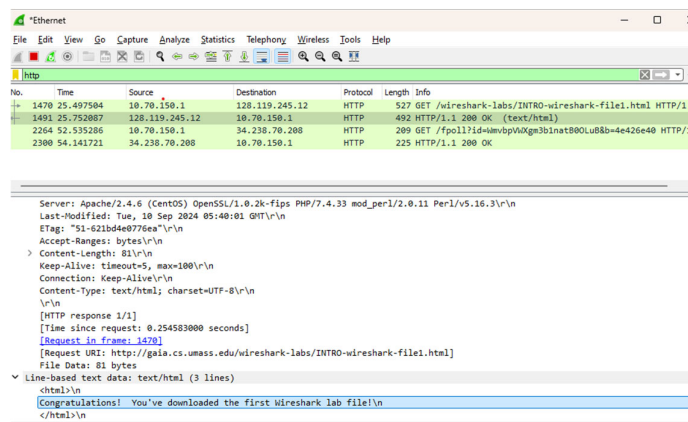 *Ethernet
File Edit View Go Capture Analyze Statistics Telephony Wireless Tools Help
http
No. Time Source Destination Protocol Length Info
1470 25.497504 10.70.150.1 128.119.245.12 HTTP 527 GET /wireshark-labs/INTRO-wireshark-file1.html HTTP/1
1491 25.752087 128.119.245.12 10.70.150.1 HTTP 492 HTTP/1.1 200 OK (text/html)
2264 52.535286 10.70.150.1 34.238.70.208 HTTP 209 GET /fpoll?id=WmvbpVWXgm3b1natB0OLuB&b=4e426e40 HTTP/
2300 54.141721 34.238.70.208 10.70.150.1 HTTP 225 HTTP/1.1 200 OK
Server: Apache/2.4.6 (CentOS) OpenSSL/1.0.2k-fips PHP/7.4.33 mod_perl/2.0.11 Perl/v5.16.3\r\n
Last-Modified: Tue, 10 Sep 2024 05:40:01 GMT\r\n
ETag: "51-621bd4e0776ea"\r\n
Accept-Ranges: bytes\r\n
Content-Length: 81\r\n
Keep-Alive: timeout=5, max=100\r\n
Connection: Keep-Alive\r\n
Content-Type: text/html; charset=UTF-8\r\n
\r\n
[HTTP response 1/1]
[Time since request: 0.254583000 seconds]
[Request in frame: 1470]
[Request URI: http://gaia.cs.umass.edu/wireshark-labs/INTRO-wireshark-file1.html]
File Data: 81 bytes
Line-based text data: text/html (3 lines)
<html>\n
Congratulations!  You've downloaded the first Wireshark lab file!\n
</html>\n